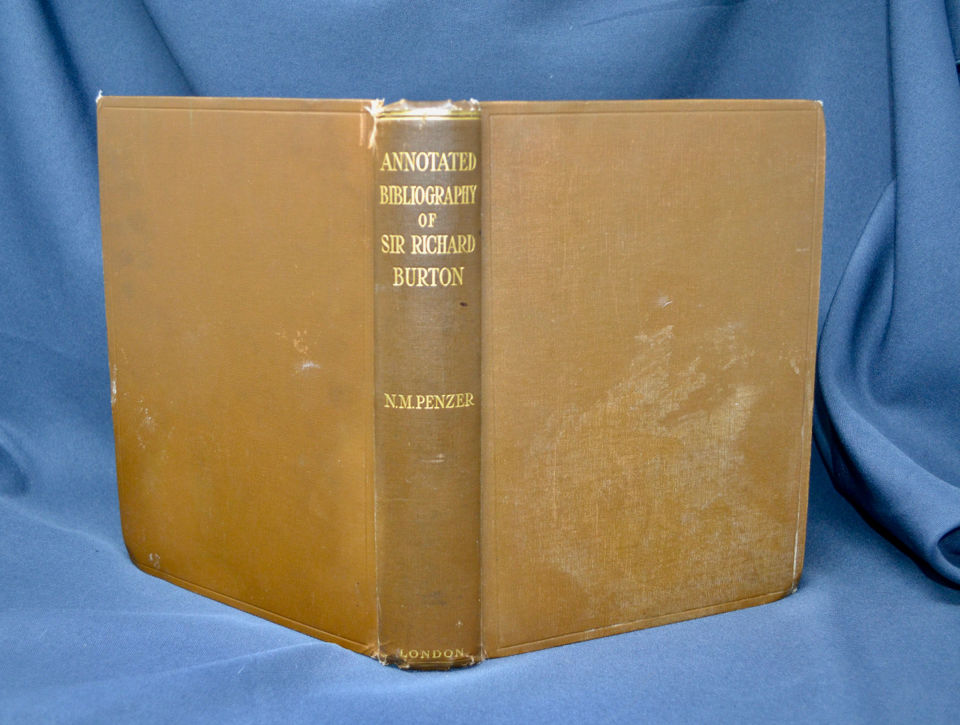 ANNOTATED
BIBLIOGRAPHY
OF
SIR RICHARD
BURTON
N.M.PENZER
LONDON